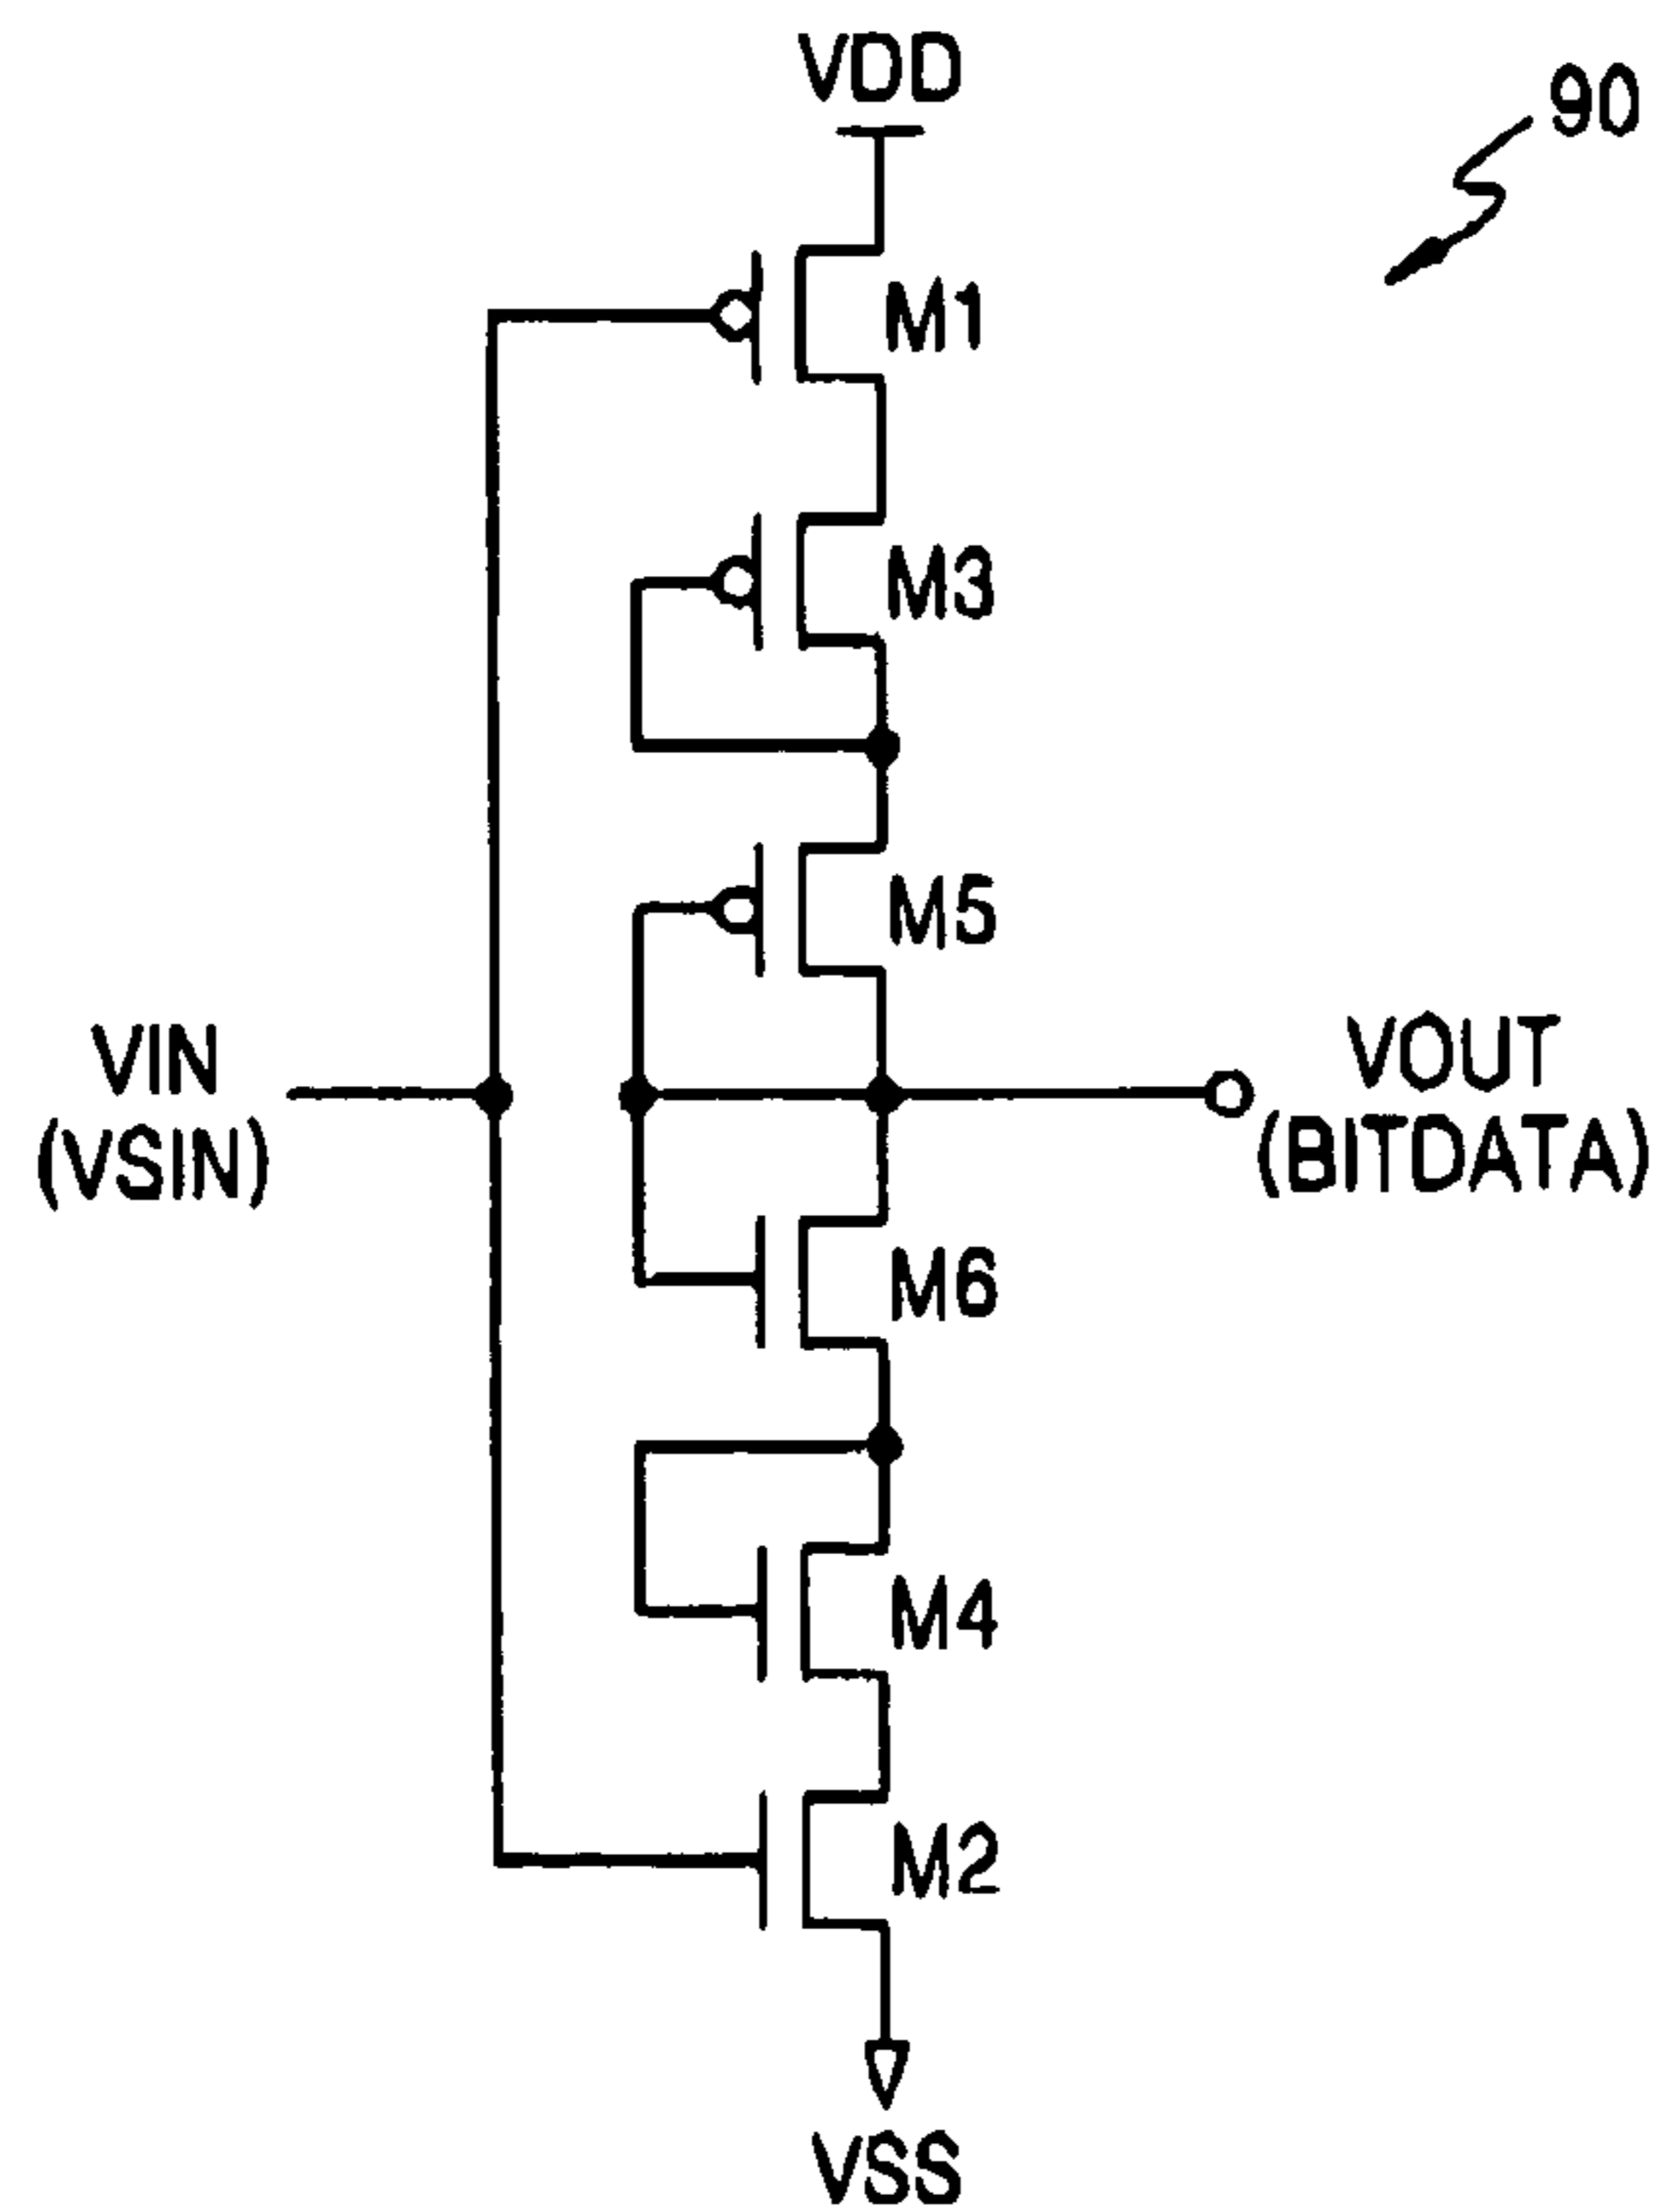 VDD
90
M1
M3
M5
VIN
(VSIN)
VOUT
(BITDATA)
M6
M4
M2
VSS